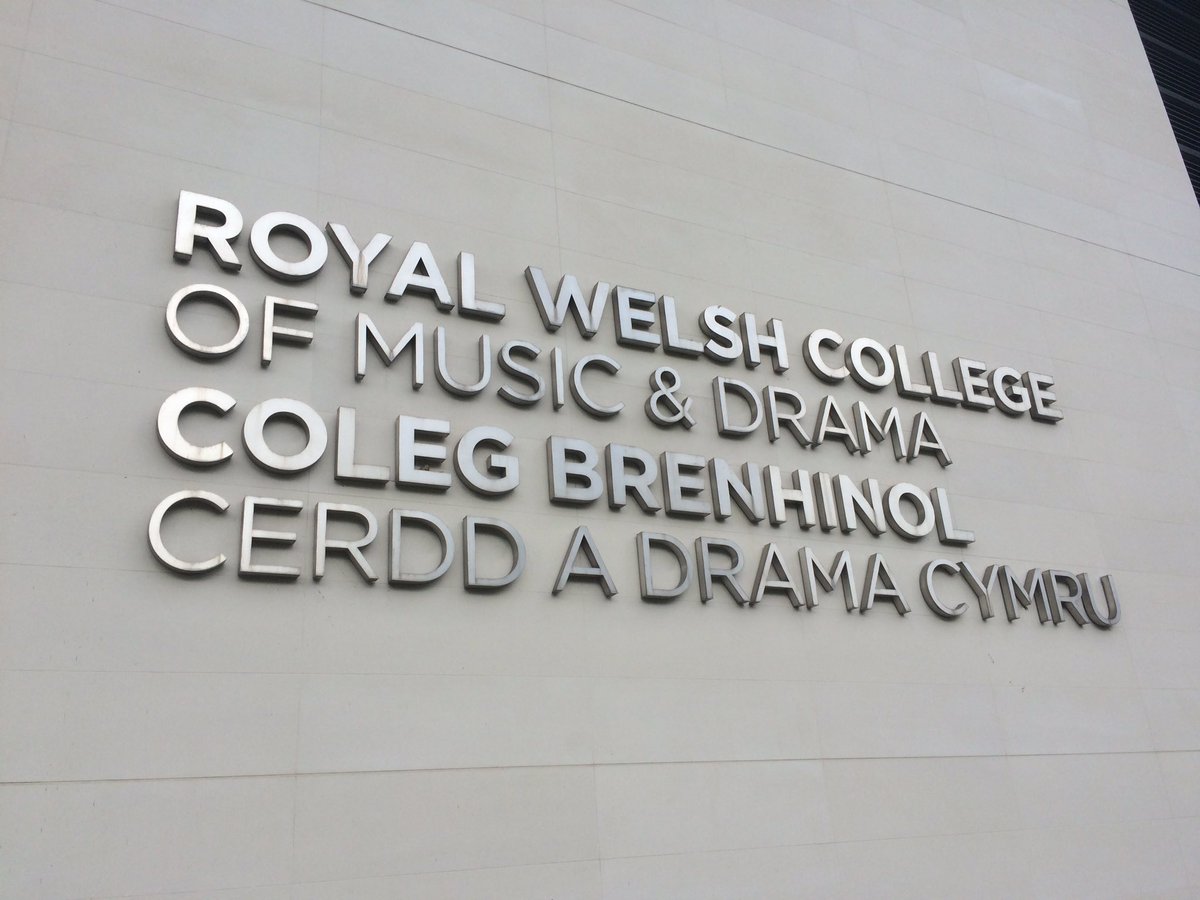 ROYAL WELSH COLLEGE
OF MUSIC & DRAMA
COLEG BRENHINOL
CERDD A DRAMA CYMRU